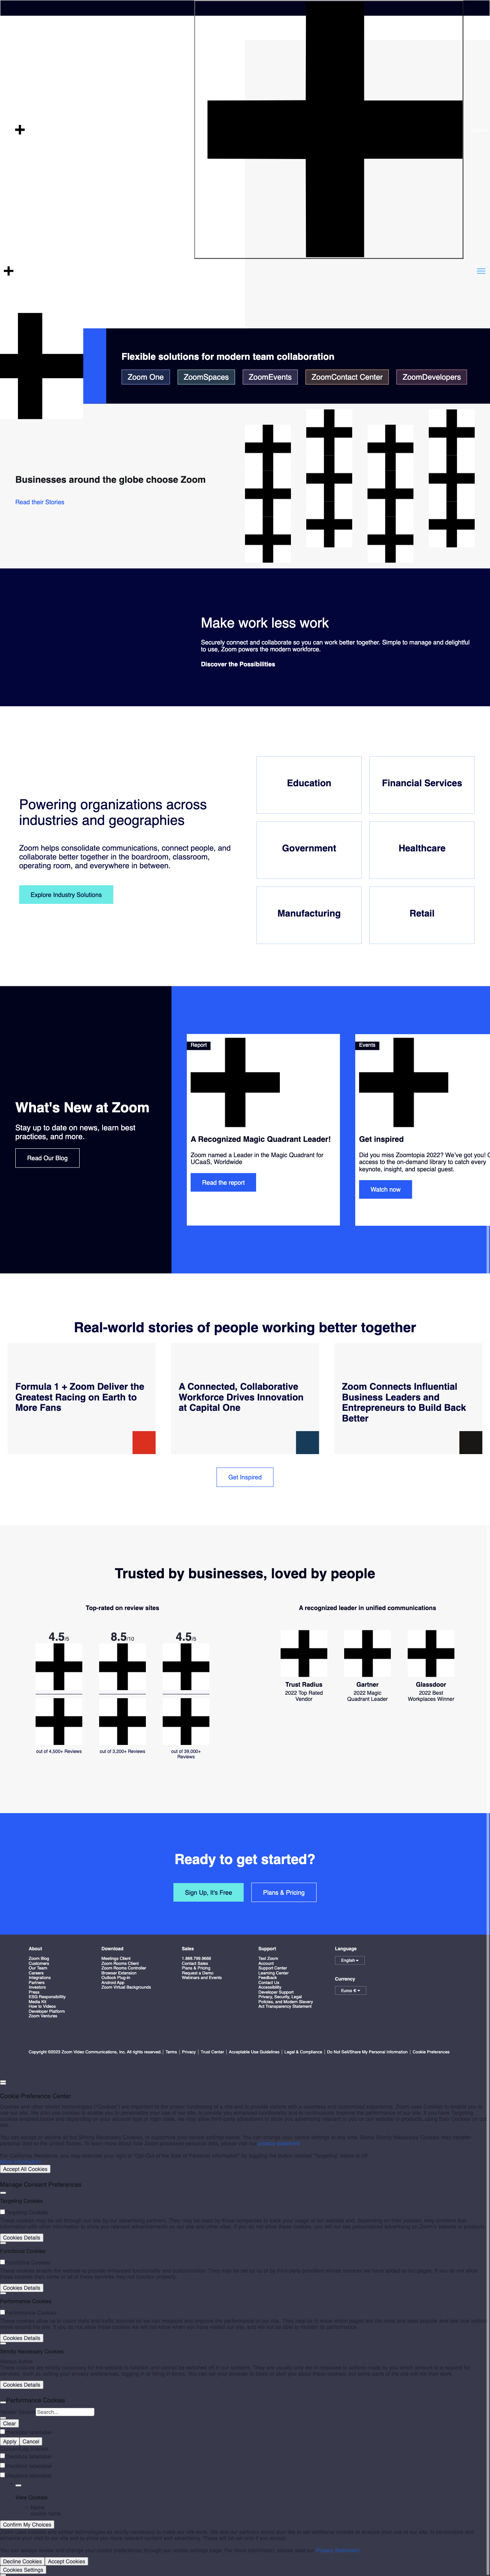 Flexible solutions for modern team collaboration
Zoom One
ZoomSpaces
ZoomEvents
ZoomContact Center
ZoomDevelopers
Businesses around the globe choose Zoom
Read their Stories
Make work less work
Securely connect and collaborate so you can work better together. Simple to manage and delightful
to use, Zoom powers the modern workforce.
Discover the Possibilities
Powering organizations across
industries and geographies
Zoom helps consolidate communications, connect people, and
collaborate better together in the boardroom, classroom,
operating room, and everywhere in between.
Explore Industry Solutions
Education
Financial Services
Government
Healthcare
Manufacturing
Retail
What's New at Zoom
Stay up to date on news, learn best
practices, and more.
Read Our Blog
Report
A Recognized Magic Quadrant Leader!
Zoom named a Leader in the Magic Quadrant for
UCaaS, Worldwide
Read the report
Events
Get inspired
Did you miss Zoomtopia 2022? We've got you! G
access to the on-demand library to catch every
keynote, insight, and special guest.
Watch now
Real-world stories of people working better together
Formula 1 + Zoom Deliver the
Greatest Racing on Earth to
More Fans
A Connected, Collaborative
Workforce Drives Innovation
at Capital One
Zoom Connects Influential
Business Leaders and
Entrepreneurs to Build Back
Better
Get Inspired
Trusted by businesses, loved by people
Top-rated on review sites
4.5/5
8.5/10
4.5/5
out of 4,500+ Reviews
out of 3,200+ Reviews
out of 39,000+
Reviews
A recognized leader in unified communications
Trust Radius
2022 Top Rated
Vendor
Gartner
2022 Magic
Quadrant Leader
Glassdoor
2022 Best
Workplaces Winner
Ready to get started?
Sign Up, It's Free
Plans & Pricing
About
Zoom Blog
Customers
Our Team
Careers
Integrations
Partners
Investors
Press
ESG Responsibility
Media Kit
How to Videos
Developer Platform
Zoom Ventures
Download
Meetings Client
Zoom Rooms Client
Zoom Rooms Controller
Browser Extension
Outlook Plug-in
Android App
Zoom Virtual Backgrounds
Sales
1.888.799.9666
Contact Sales
Plans & Pricing
Request a Demo
Webinars and Events
Support
Test Zoom
Account
Support Center
Learning Center
Feedback
Contact Us
Accessibility
Developer Support
Privacy, Security, Legal
Policies, and Modern Slavery
Act Transparency Statement
Language
English
Currency
Euros €
Copyright ©2023 Zoom Video Communications, Inc. All rights reserved. | Terms | Privacy | Trust Center | Acceptable Use Guidelines | Legal & Compliance | Do Not Sell/Share My Personal Information | Cookie Preferences
Cookie Preference Center
Accept All Cookies
Manage Consent Preferences
Targeting Cookies
Targeting Cookies
Cookies Details
Functional Cookies
Functional Cookies
Cookies Details
Performance Cookies
Performance Cookies
Cookies Details
Strictly Necessary Cookies
Always Active
Cookies Details
Performance Cookies
Search...
Clear
Apply
Cancel
View Cookies
Confirm My Choices
Decline Cookies
Accept Cookies
Cookies Settings